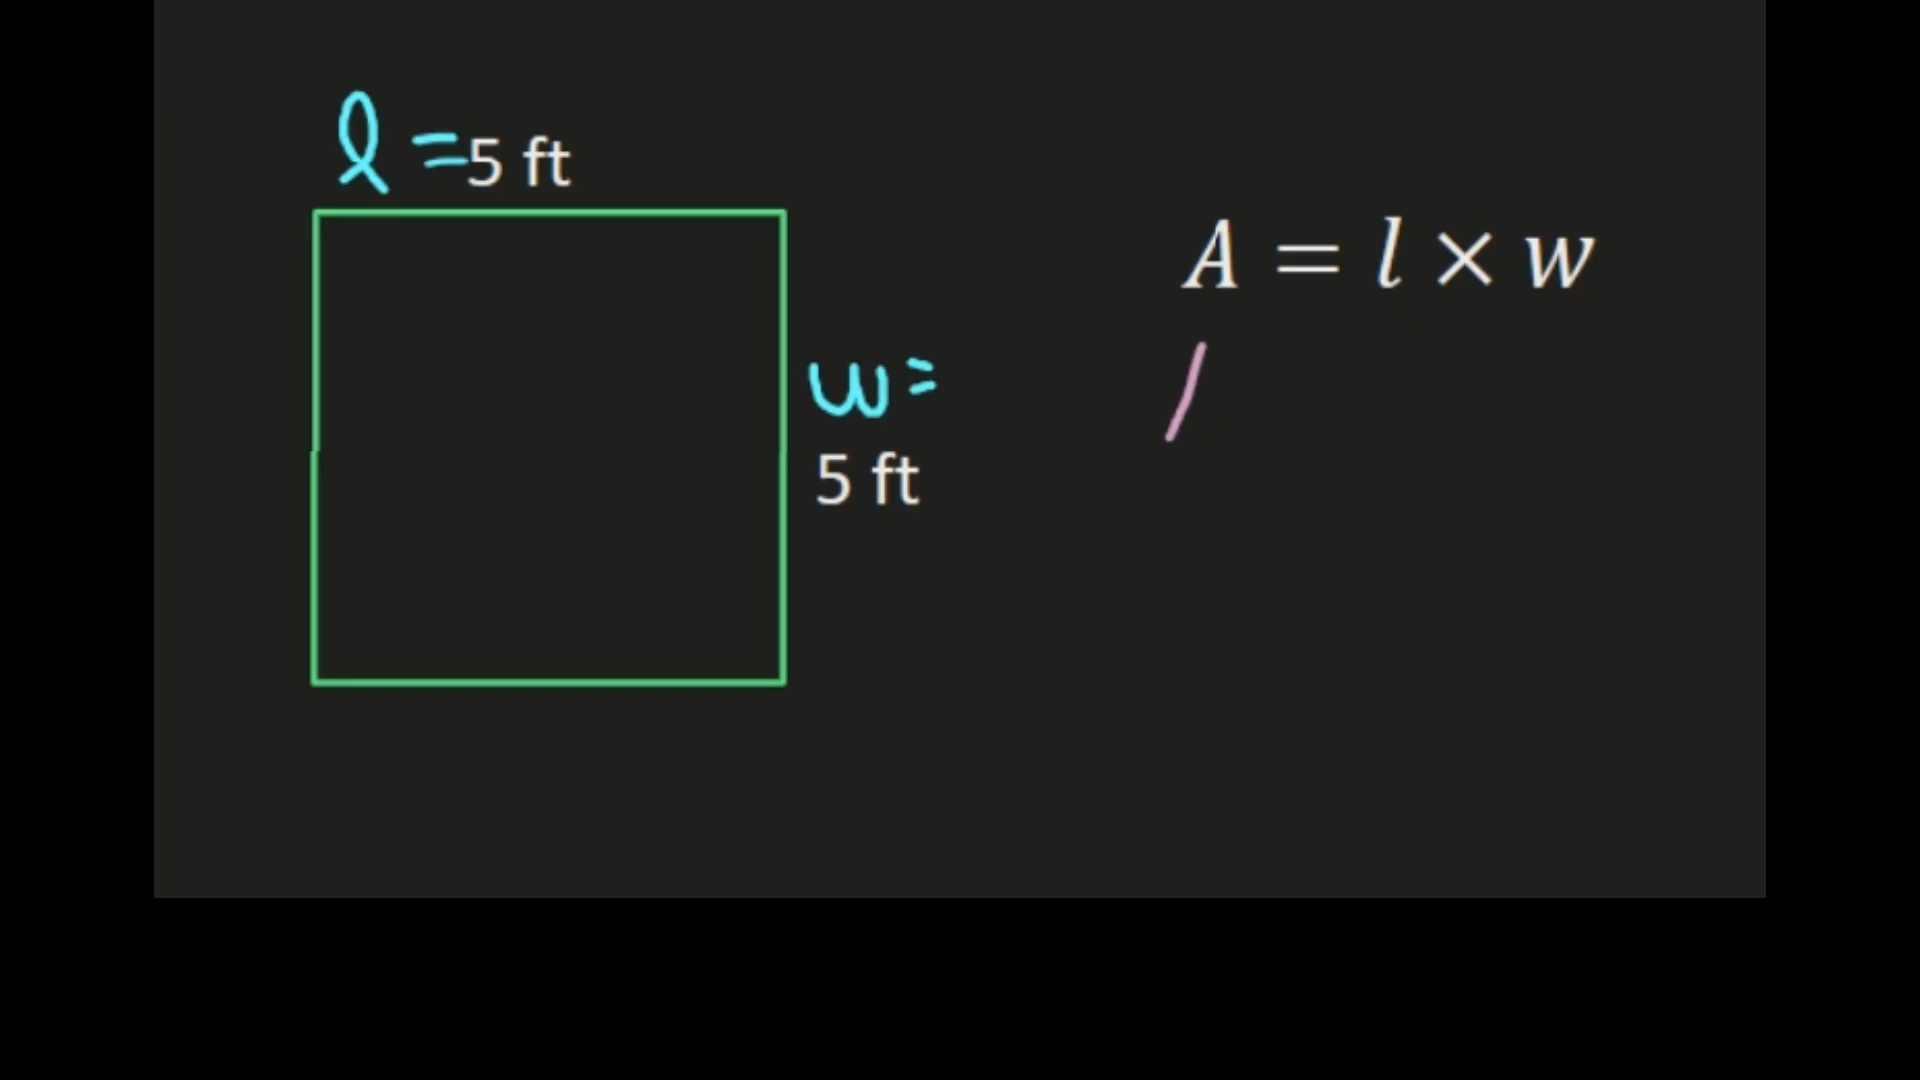 l = 5 ft
A = l × w
w =
5 ft